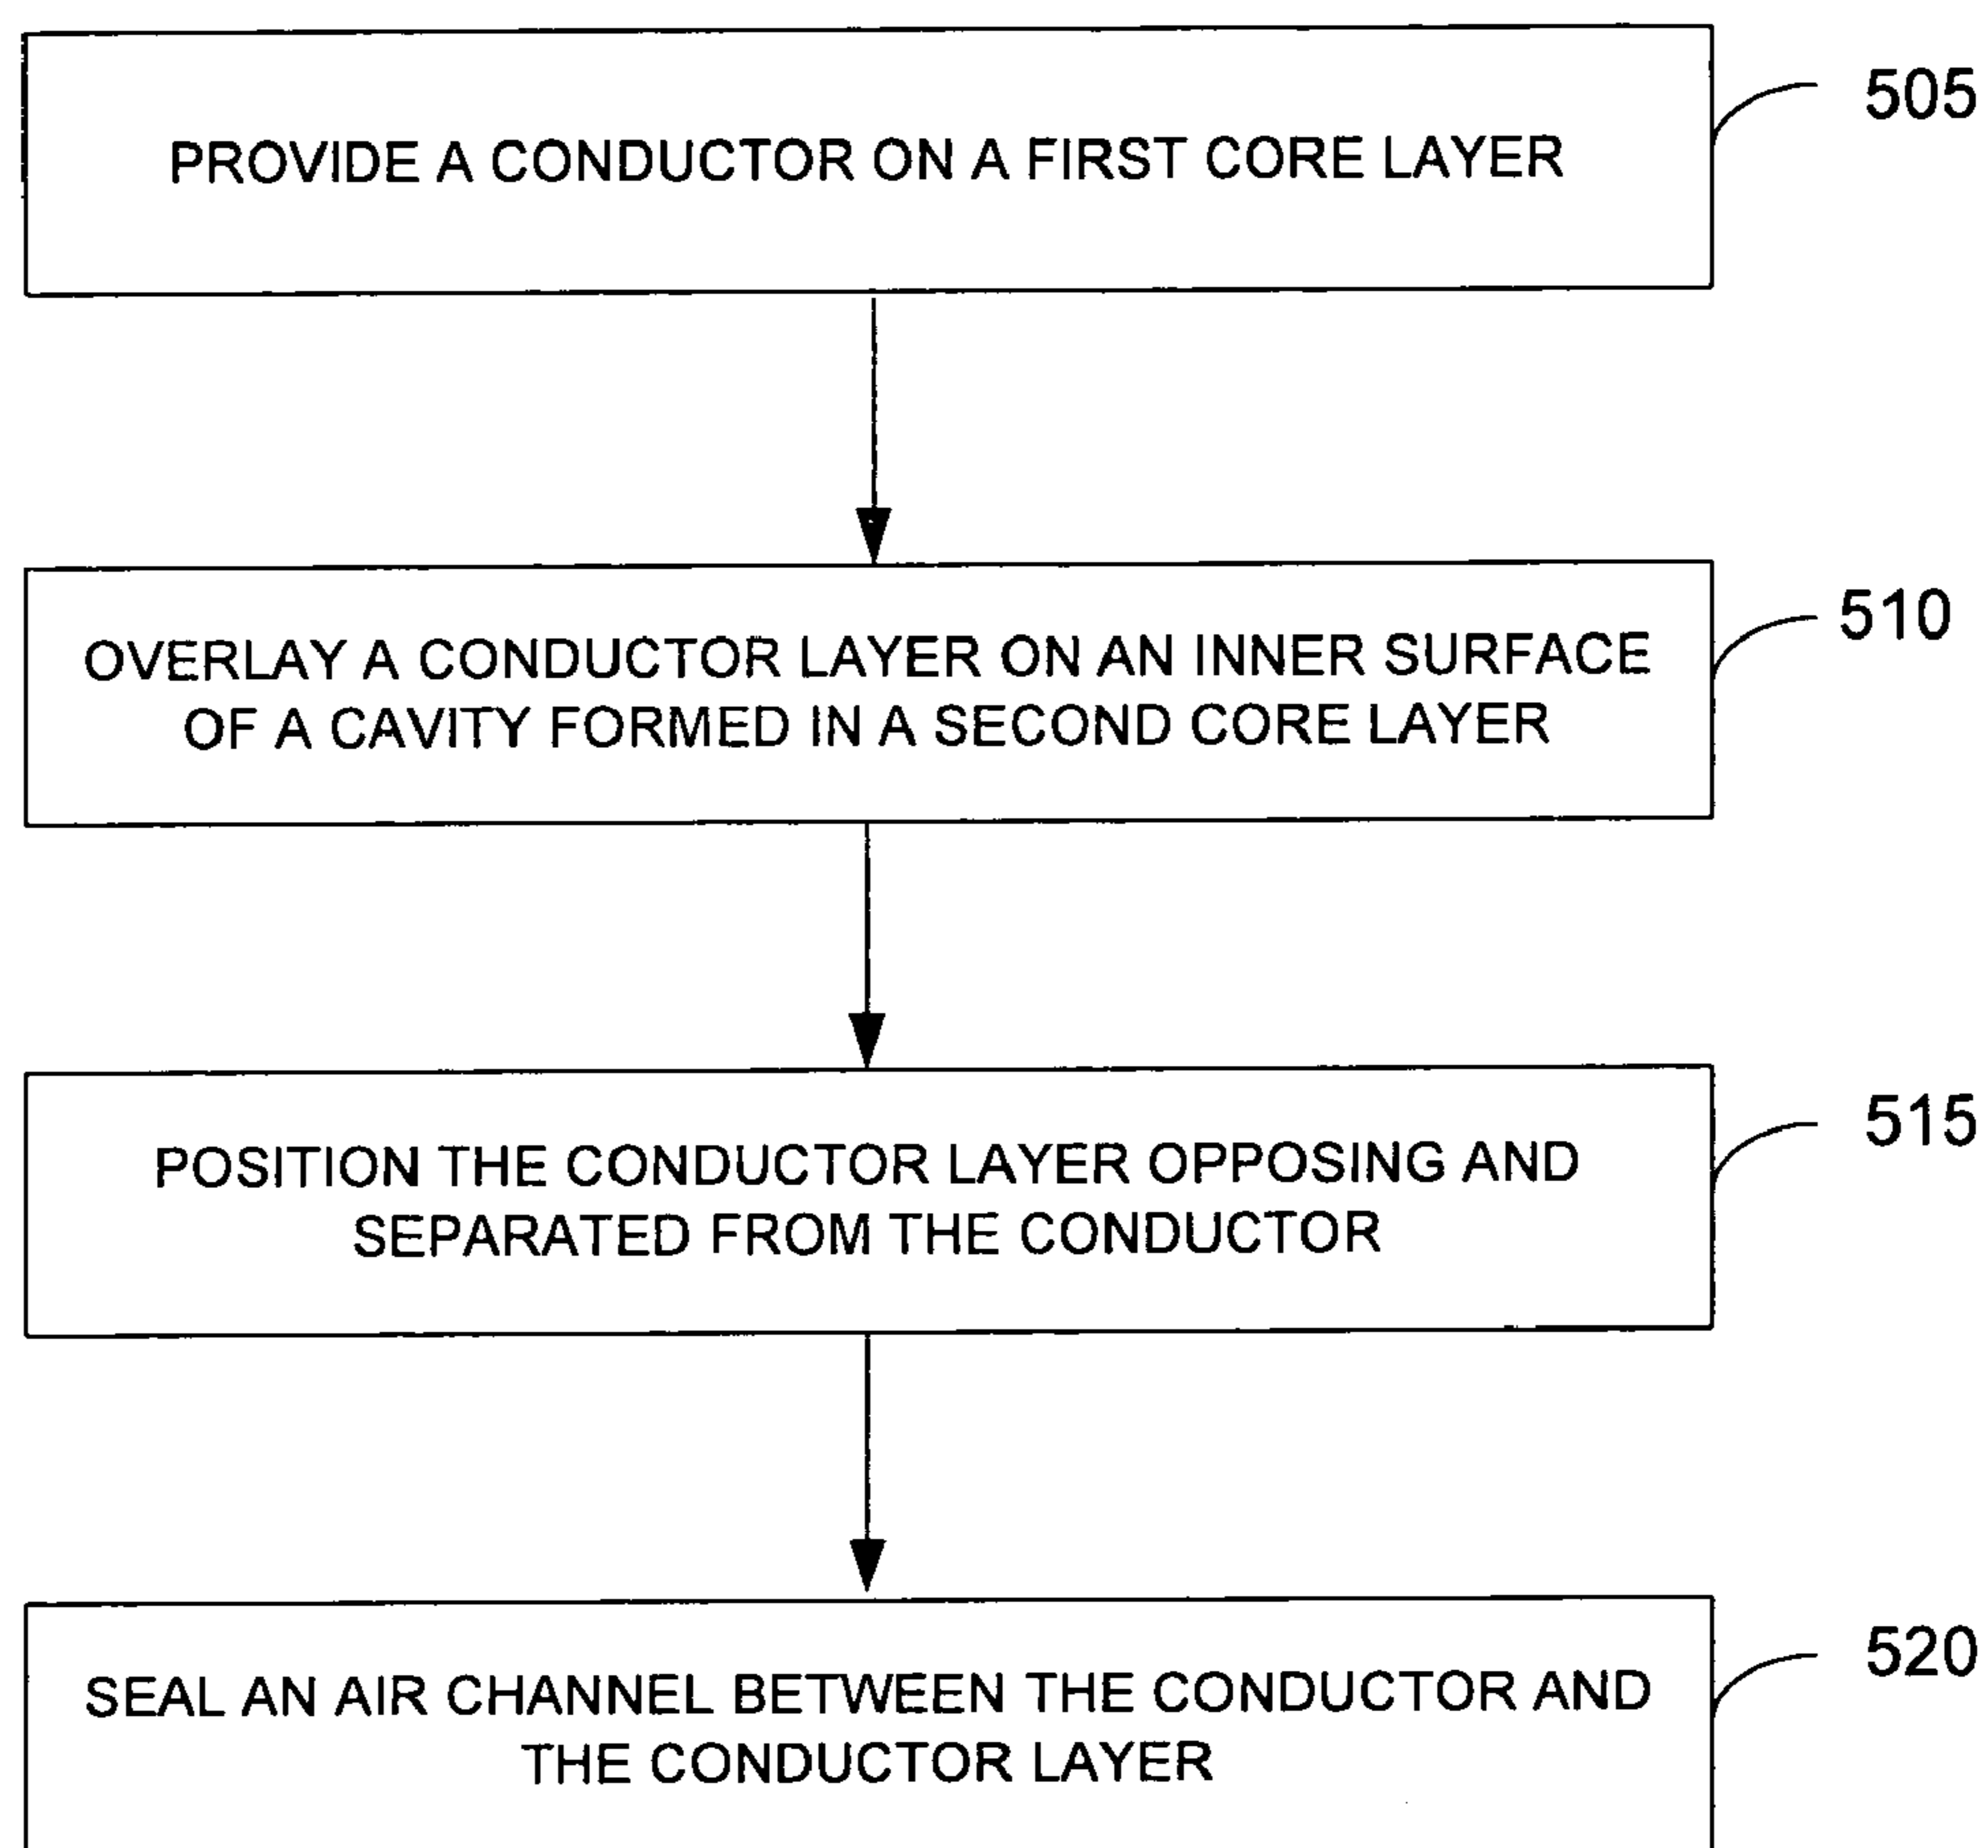 PROVIDE A CONDUCTOR ON A FIRST CORE LAYER
505
OVERLAY A CONDUCTOR LAYER ON AN INNER SURFACE
OF A CAVITY FORMED IN A SECOND CORE LAYER
510
POSITION THE CONDUCTOR LAYER OPPOSING AND
SEPARATED FROM THE CONDUCTOR
515
SEAL AN AIR CHANNEL BETWEEN THE CONDUCTOR AND
THE CONDUCTOR LAYER
520